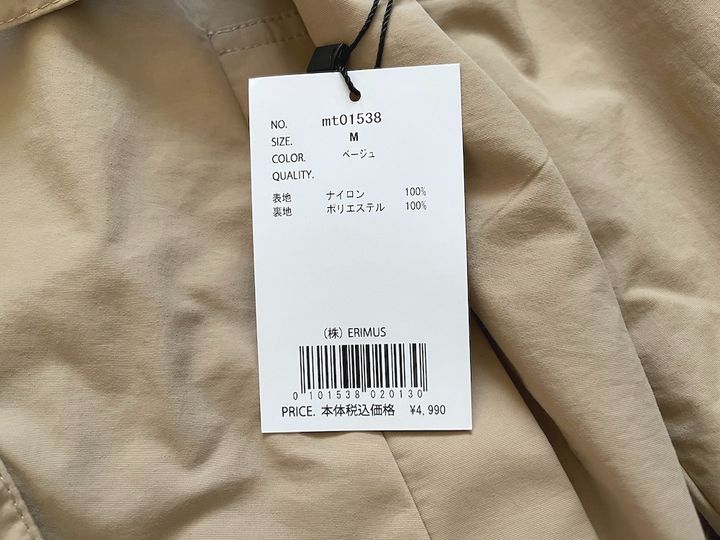 NO. mt01538
SIZE. M
COLOR. ベージュ
QUALITY.
表地 ナイロン 100%
裏地 ポリエステル 100%
(株) ERIMUS
0 101538 020130
PRICE. 本体税込価格 ¥4,990